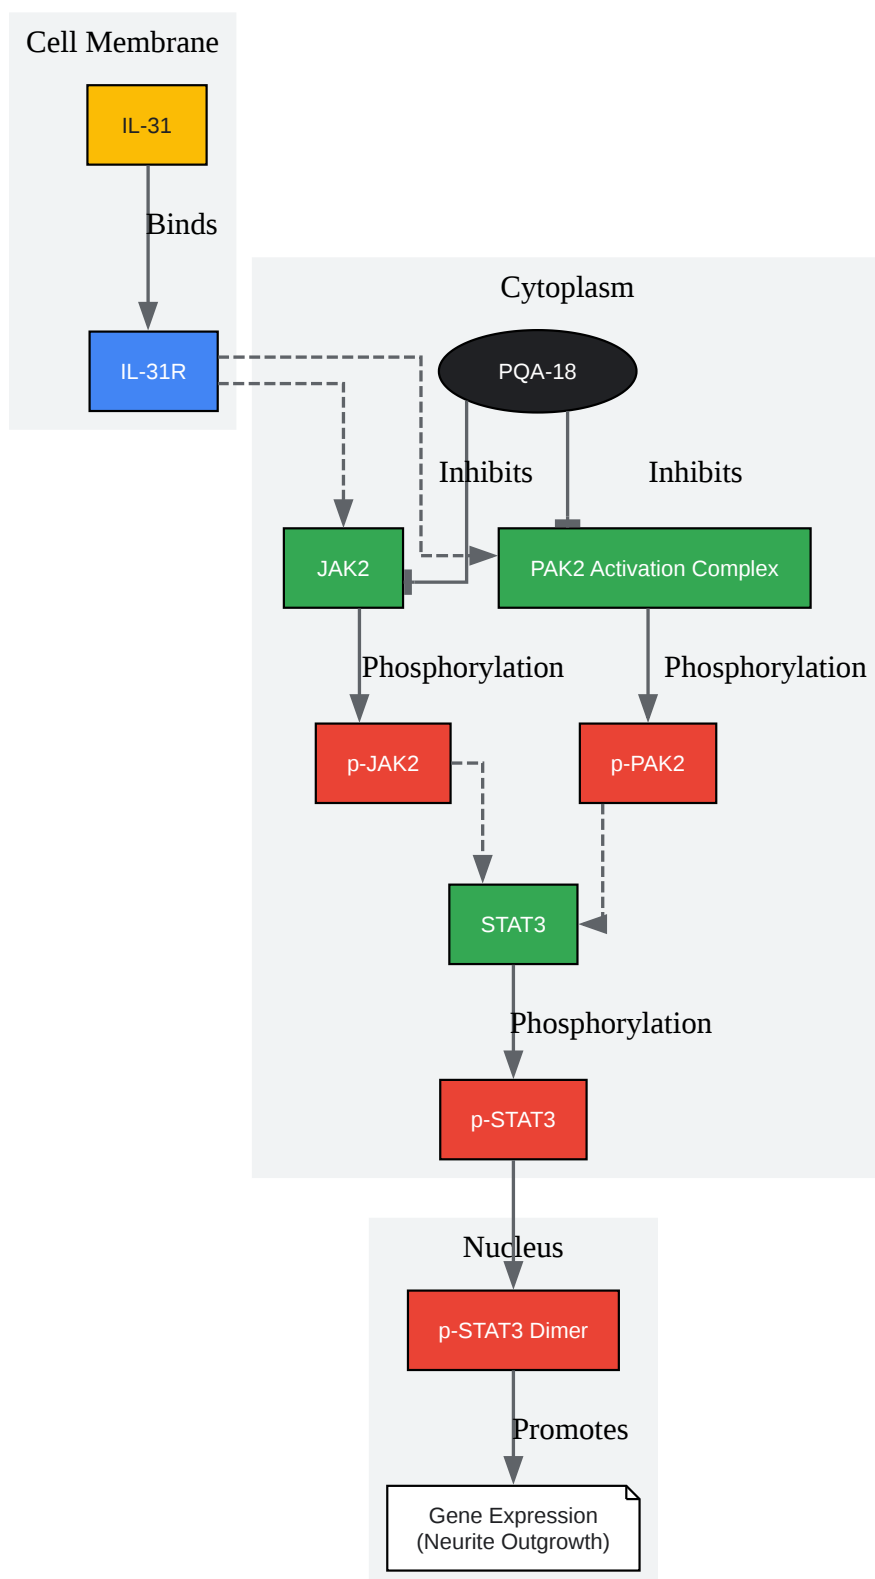 Cell Membrane
IL-31
Binds
Cytoplasm
IL-31R
PQA-18
Inhibits
Inhibits
JAK2
PAK2 Activation Complex
Phosphorylation
Phosphorylation
p-JAK2
p-PAK2
STAT3
Phosphorylation
p-STAT3
Nucleus
p-STAT3 Dimer
Promotes
Gene Expression
(Neurite Outgrowth)